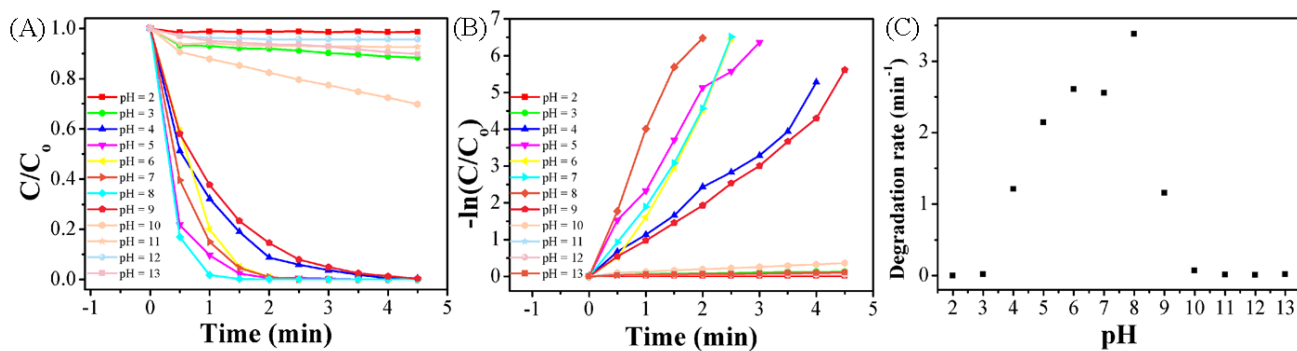 (A)
1.0
0.8
0.6
0.4
0.2
0.0
C/Cₒ
pH = 2
pH = 3
pH = 4
pH = 5
pH = 6
pH = 7
pH = 8
pH = 9
pH = 10
pH = 11
pH = 12
pH = 13
-1 0 1 2 3 4 5
Time (min)
(B)
7
6
5
4
3
2
1
0
-1
-ln(C/Cₒ)
pH = 2
pH = 3
pH = 4
pH = 5
pH = 6
pH = 7
pH = 8
pH = 9
pH = 10
pH = 11
pH = 12
pH = 13
-1 0 1 2 3 4 5
Time (min)
(C)
3
2
1
0
Degradation rate (min⁻¹)
2 3 4 5 6 7 8 9 10 11 12 13
pH